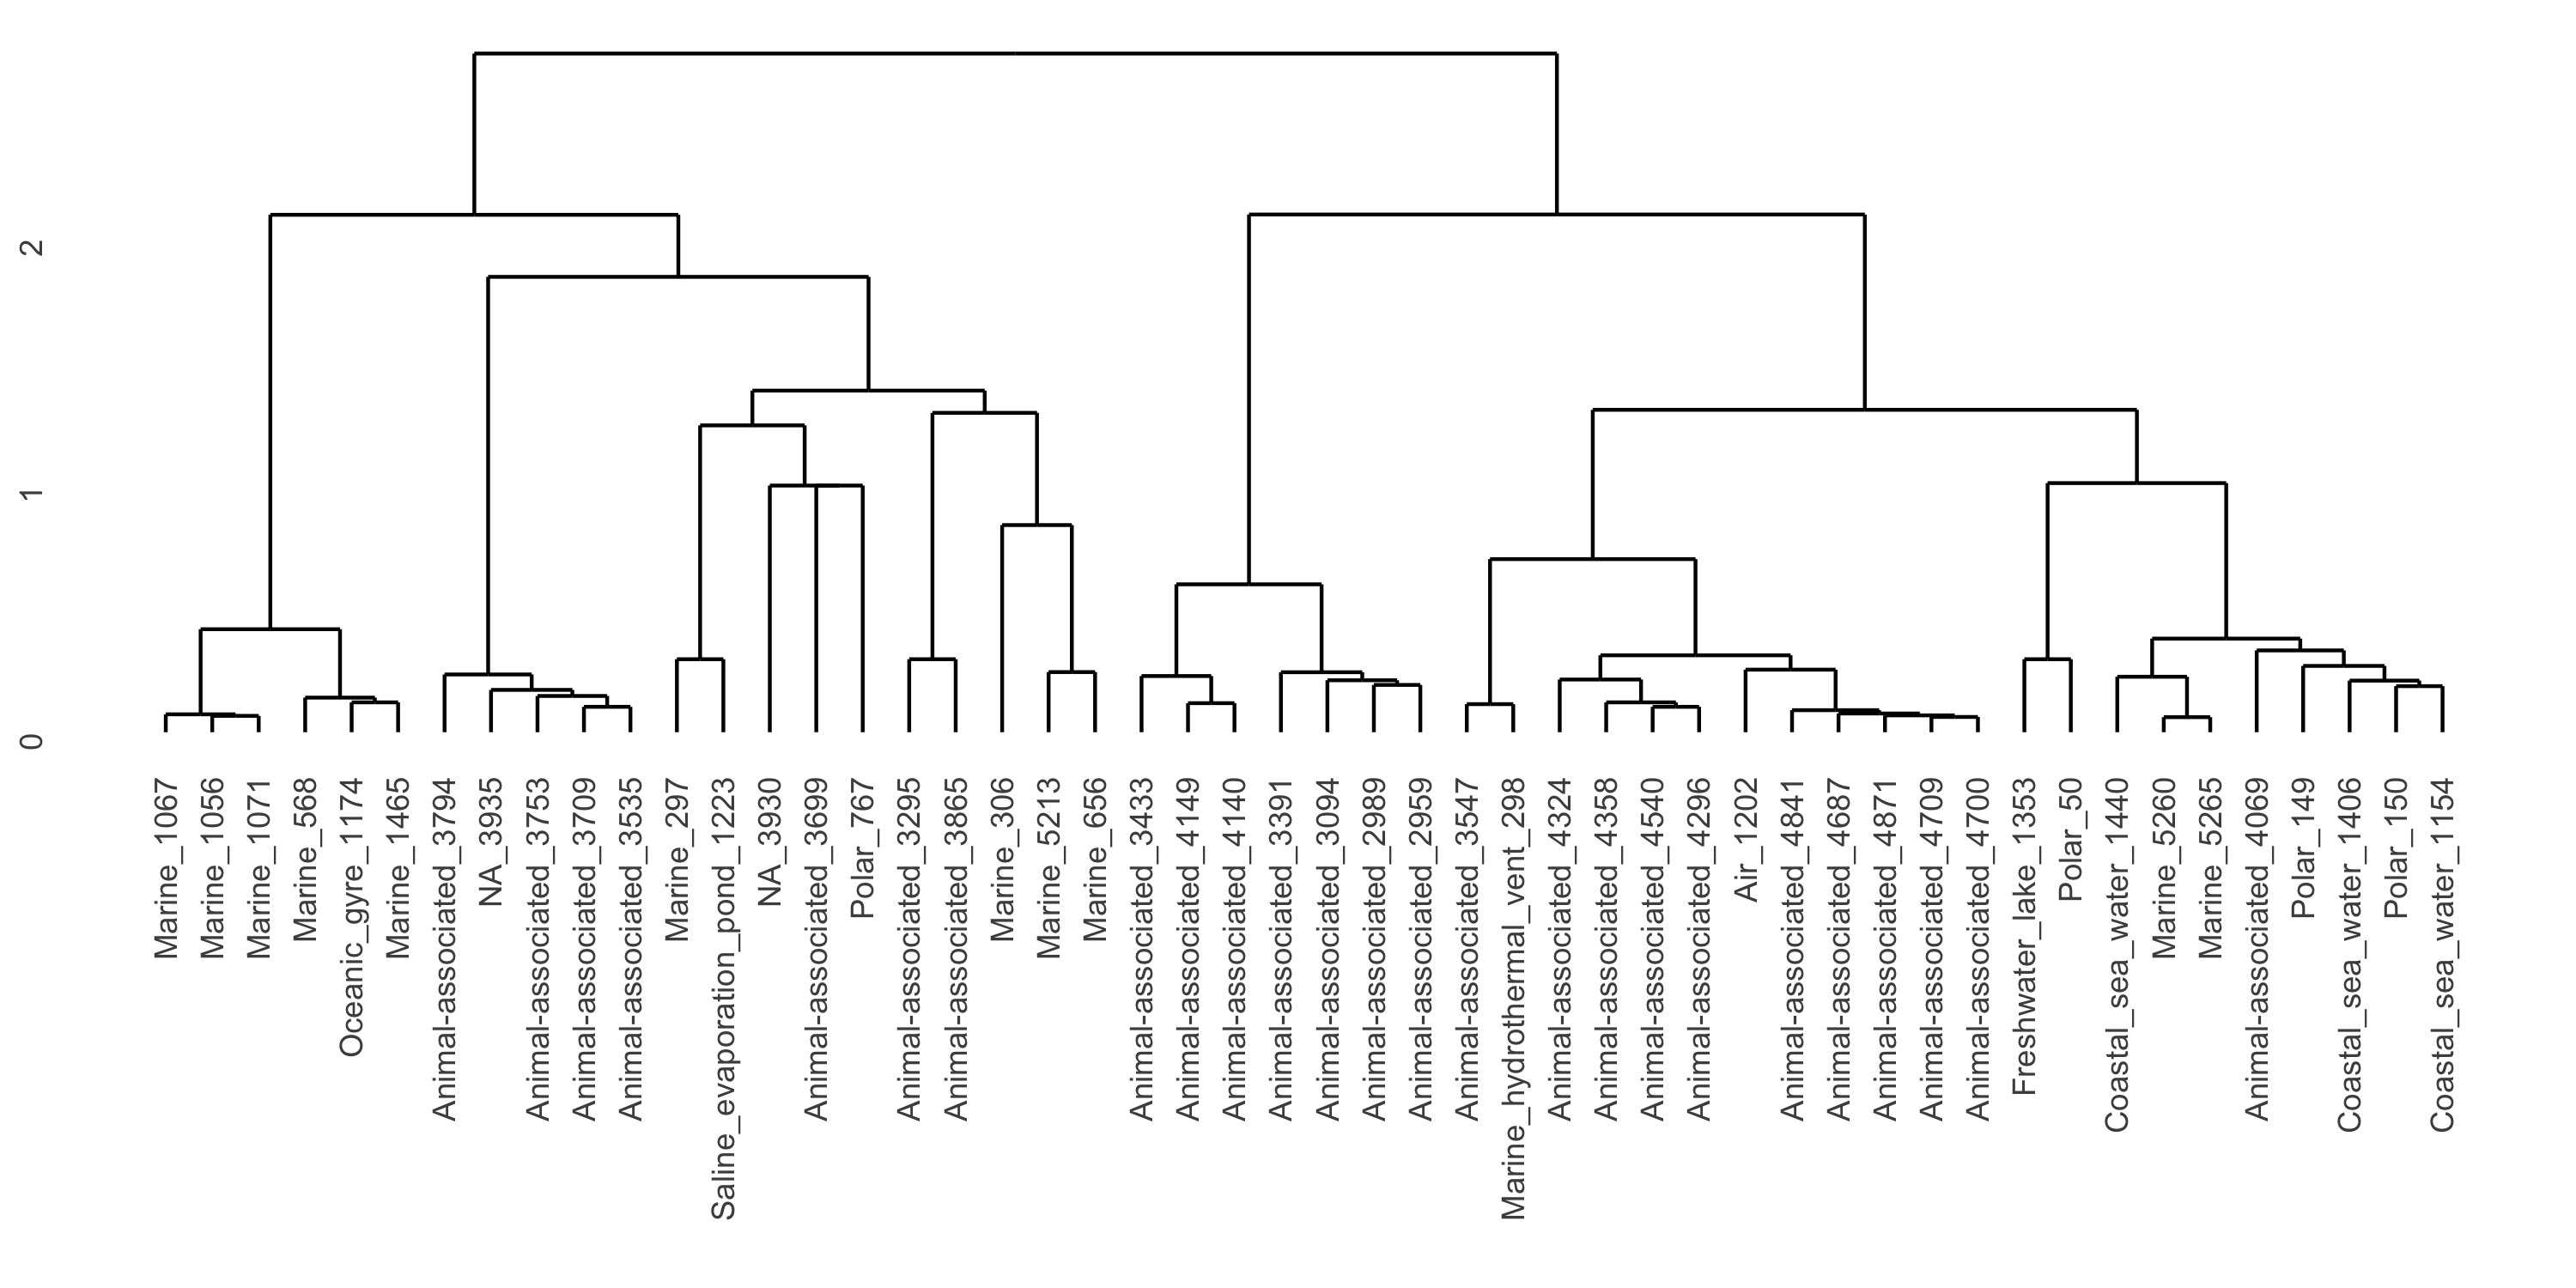 2
1
0
Marine_1067
Marine_1056
Marine_1071
Marine_568
Oceanic_gyre_1174
Marine_1465
Animal-associated_3794
NA_3935
Animal-associated_3753
Animal-associated_3709
Animal-associated_3535
Marine_297
Saline_evaporation_pond_1223
NA_3930
Animal-associated_3699
Polar_767
Animal-associated_3295
Animal-associated_3865
Marine_306
Marine_5213
Marine_656
Animal-associated_3433
Animal-associated_4149
Animal-associated_4140
Animal-associated_3391
Animal-associated_3094
Animal-associated_2989
Animal-associated_2959
Animal-associated_3547
Marine_hydrothermal_vent_298
Animal-associated_4324
Animal-associated_4358
Animal-associated_4540
Animal-associated_4296
Air_1202
Animal-associated_4841
Animal-associated_4687
Animal-associated_4871
Animal-associated_4709
Animal-associated_4700
Freshwater_lake_1353
Polar_50
Coastal_sea_water_1440
Marine_5260
Marine_5265
Animal-associated_4069
Polar_149
Coastal_sea_water_1406
Polar_150
Coastal_sea_water_1154